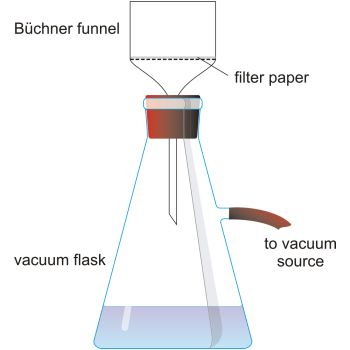 Büchner funnel
filter paper
to vacuum
source
vacuum flask